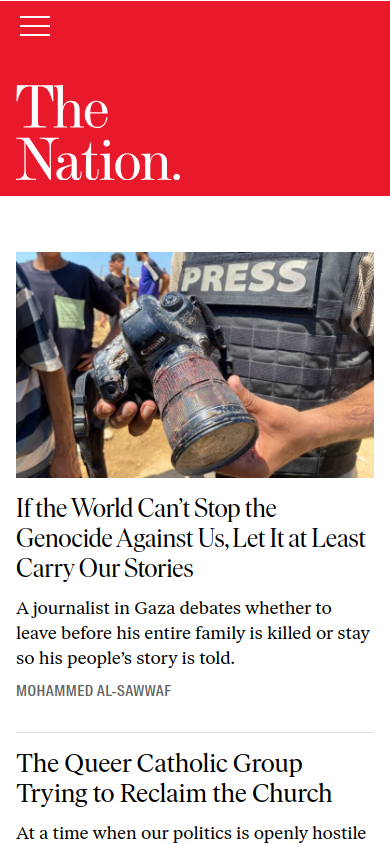 The
Nation.
PRESS
Canon
If the World Can’t Stop the
Genocide Against Us, Let It at Least
Carry Our Stories
A journalist in Gaza debates whether to
leave before his entire family is killed or stay
so his people’s story is told.
MOHAMMED AL-SAWWAF
The Queer Catholic Group
Trying to Reclaim the Church
At a time when our politics is openly hostile